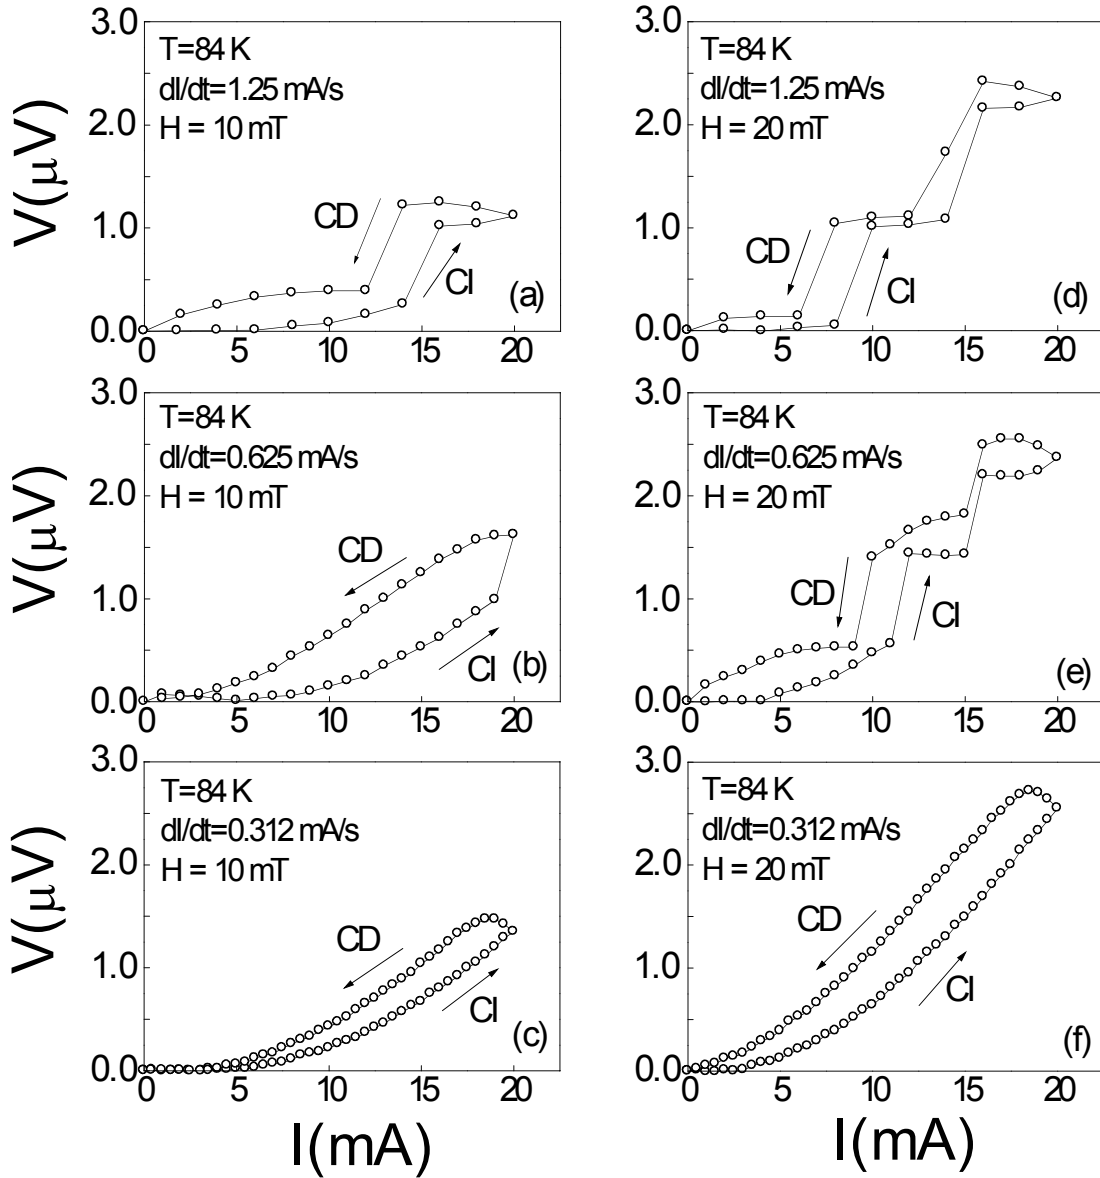 V(μV)
3.0
2.0
1.0
0.0
T=84 K
dI/dt=1.25 mA/s
H = 10 mT
CD
CI
(a)
0 5 10 15 20
3.0
2.0
1.0
0.0
T=84 K
dI/dt=1.25 mA/s
H = 20 mT
CD
CI
(d)
0 5 10 15 20
V(μV)
3.0
2.0
1.0
0.0
T=84 K
dI/dt=0.625 mA/s
H = 10 mT
CD
CI
(b)
0 5 10 15 20
3.0
2.0
1.0
0.0
T=84 K
dI/dt=0.625 mA/s
H = 20 mT
CD
CI
(e)
0 5 10 15 20
V(μV)
3.0
2.0
1.0
0.0
T=84 K
dI/dt=0.312 mA/s
H = 10 mT
CD
CI
(c)
0 5 10 15 20
I(mA)
3.0
2.0
1.0
0.0
T=84 K
dI/dt=0.312 mA/s
H = 20 mT
CD
CI
(f)
0 5 10 15 20
I(mA)